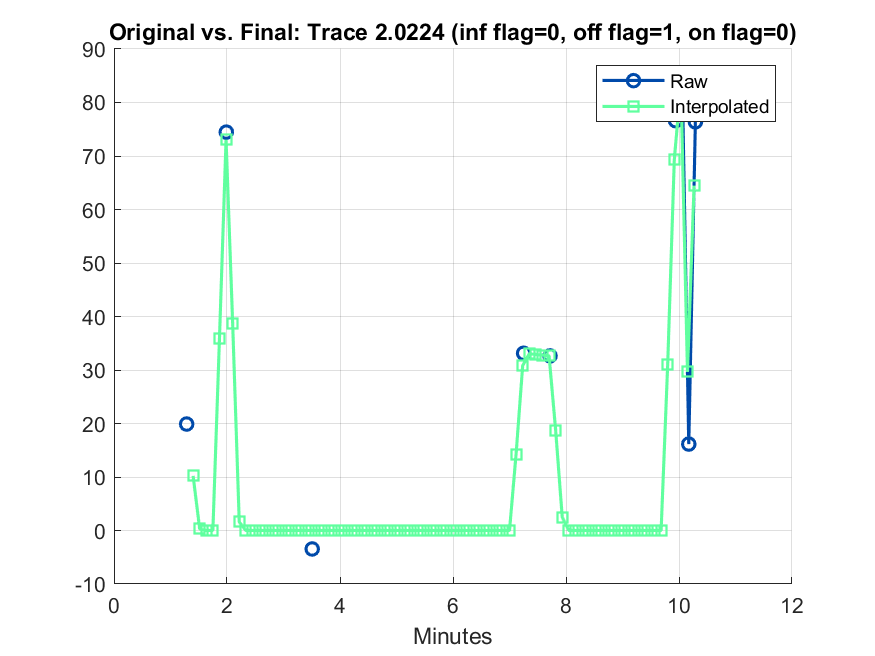 Original vs. Final: Trace 2.0224 (inf flag=0, off flag=1, on flag=0)
90
80
70
60
50
40
30
20
10
0
-10
Raw
Interpolated
0 2 4 6 8 10 12
Minutes